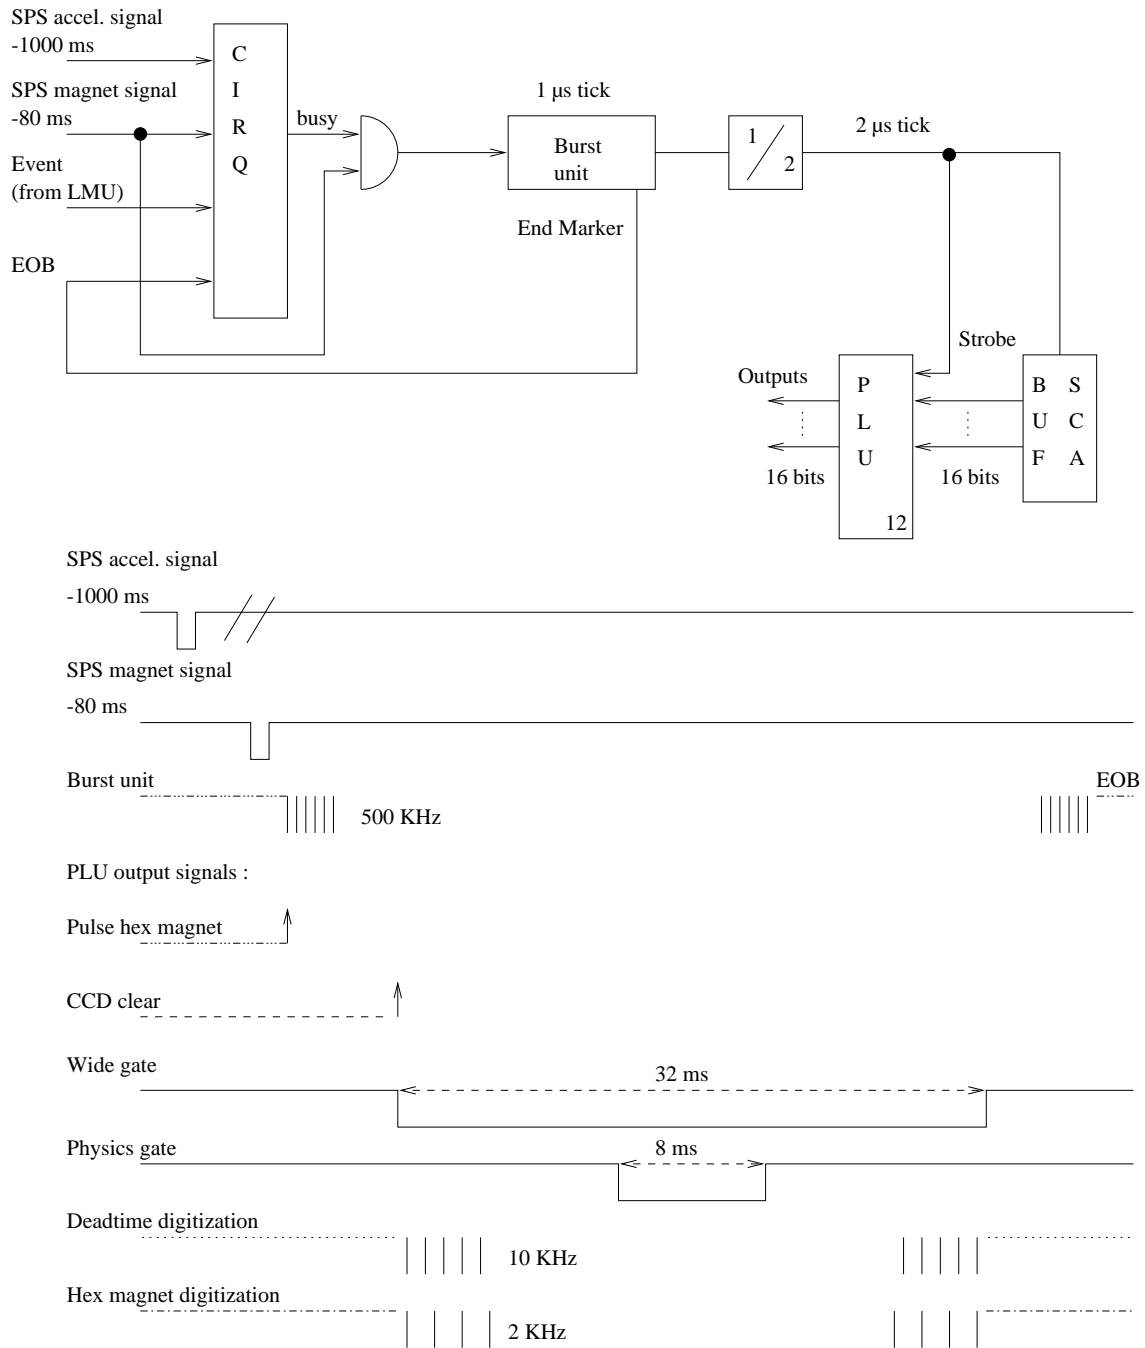 SPS accel. signal
-1000 ms
SPS magnet signal
-80 ms
Event
(from LMU)
EOB
C
I
R
Q
busy
1 µs tick
Burst
unit
End Marker
1
2
2 µs tick
Strobe
Outputs
16 bits
P
L
U
12
16 bits
B S
U C
F A
SPS accel. signal
-1000 ms
SPS magnet signal
-80 ms
Burst unit
500 KHz
EOB
PLU output signals :
Pulse hex magnet
CCD clear
Wide gate
32 ms
Physics gate
8 ms
Deadtime digitization
10 KHz
Hex magnet digitization
2 KHz